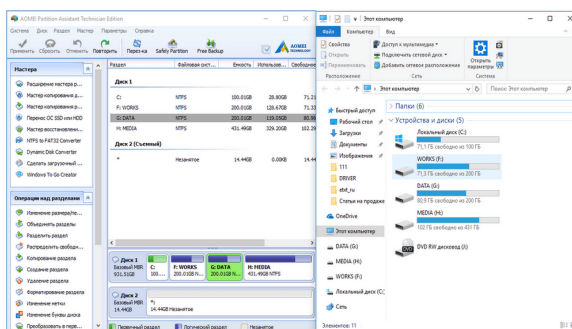 AOMEI Partition Assistant Technician Edition
Система Диск Раздел Мастер Параметры Справка
Применить Сбросить Отменить Повторить Перез-ка Safely Partition Free Backup
AOMEI
TECHNOLOGY
Мастера
Расширение мастера р...
Мастер копирования р...
Мастер копирования д...
Перенос ОС SSD или HDD
Мастер восстановлени...
NTFS to FAT32 Converter
Dynamic Disk Converter
Сделать загрузочный ...
Windows To Go Creator
Операции над разделами
Изменение размера/пе...
Объединить разделы
Разделить раздел
Распределить свободн...
Копирование раздела
Создание раздела
Удаление раздела
Форматирование раздела
Изменение метки
Изменение буквы диска
Преобразовать в перв...
Раздел Файловая сист... Емкость Использов... Свободное
Диск 1
C: NTFS 100.01GB 28.80GB 71.21
F: WORKS NTFS 200.01GB 128.67GB 71.33
G: DATA NTFS 200.01GB 119.05GB 80.96
H: MEDIA NTFS 431.49GB 329.20GB 102.29
Диск 2 (Съемный)
* Незанятое 14.44GB 0.00KB 14.44
Диск 1
Базовый MBR
931.51GB
C:
100....
F: WORKS
200.01GB N...
G: DATA
200.01GB N...
H: MEDIA
431.49GB NTFS
Диск 2
Базовый MBR
14.44GB
*:
14.44GB Незанятое
Первичный раздел Логический раздел Незанятое
Этот компьютер
Файл Компьютер Вид
Свойства
Открыть
Переименовать
Расположение
Доступ к мультимедиа
Подключить сетевой диск
Добавить сетевое расположение
Сеть
Открыть параметры
Система
Этот компьютер
Поиск: Этот компьютер
Быстрый доступ
Рабочий стол
Загрузки
Документы
Изображения
111
DRIVER
etxt_ru
Статьи на продаже
OneDrive
Этот компьютер
DATA (G:)
MEDIA (H:)
WORKS (F:)
Локальный диск (C:)
Сеть
Элементов: 11
Папки (6)
Устройства и диски (5)
Локальный диск (C:)
71,1 ГБ свободно из 100 ГБ
WORKS (F:)
71,3 ГБ свободно из 200 ГБ
DATA (G:)
80,9 ГБ свободно из 200 ГБ
MEDIA (H:)
102 ГБ свободно из 431 ГБ
DVD RW дисковод (J:)